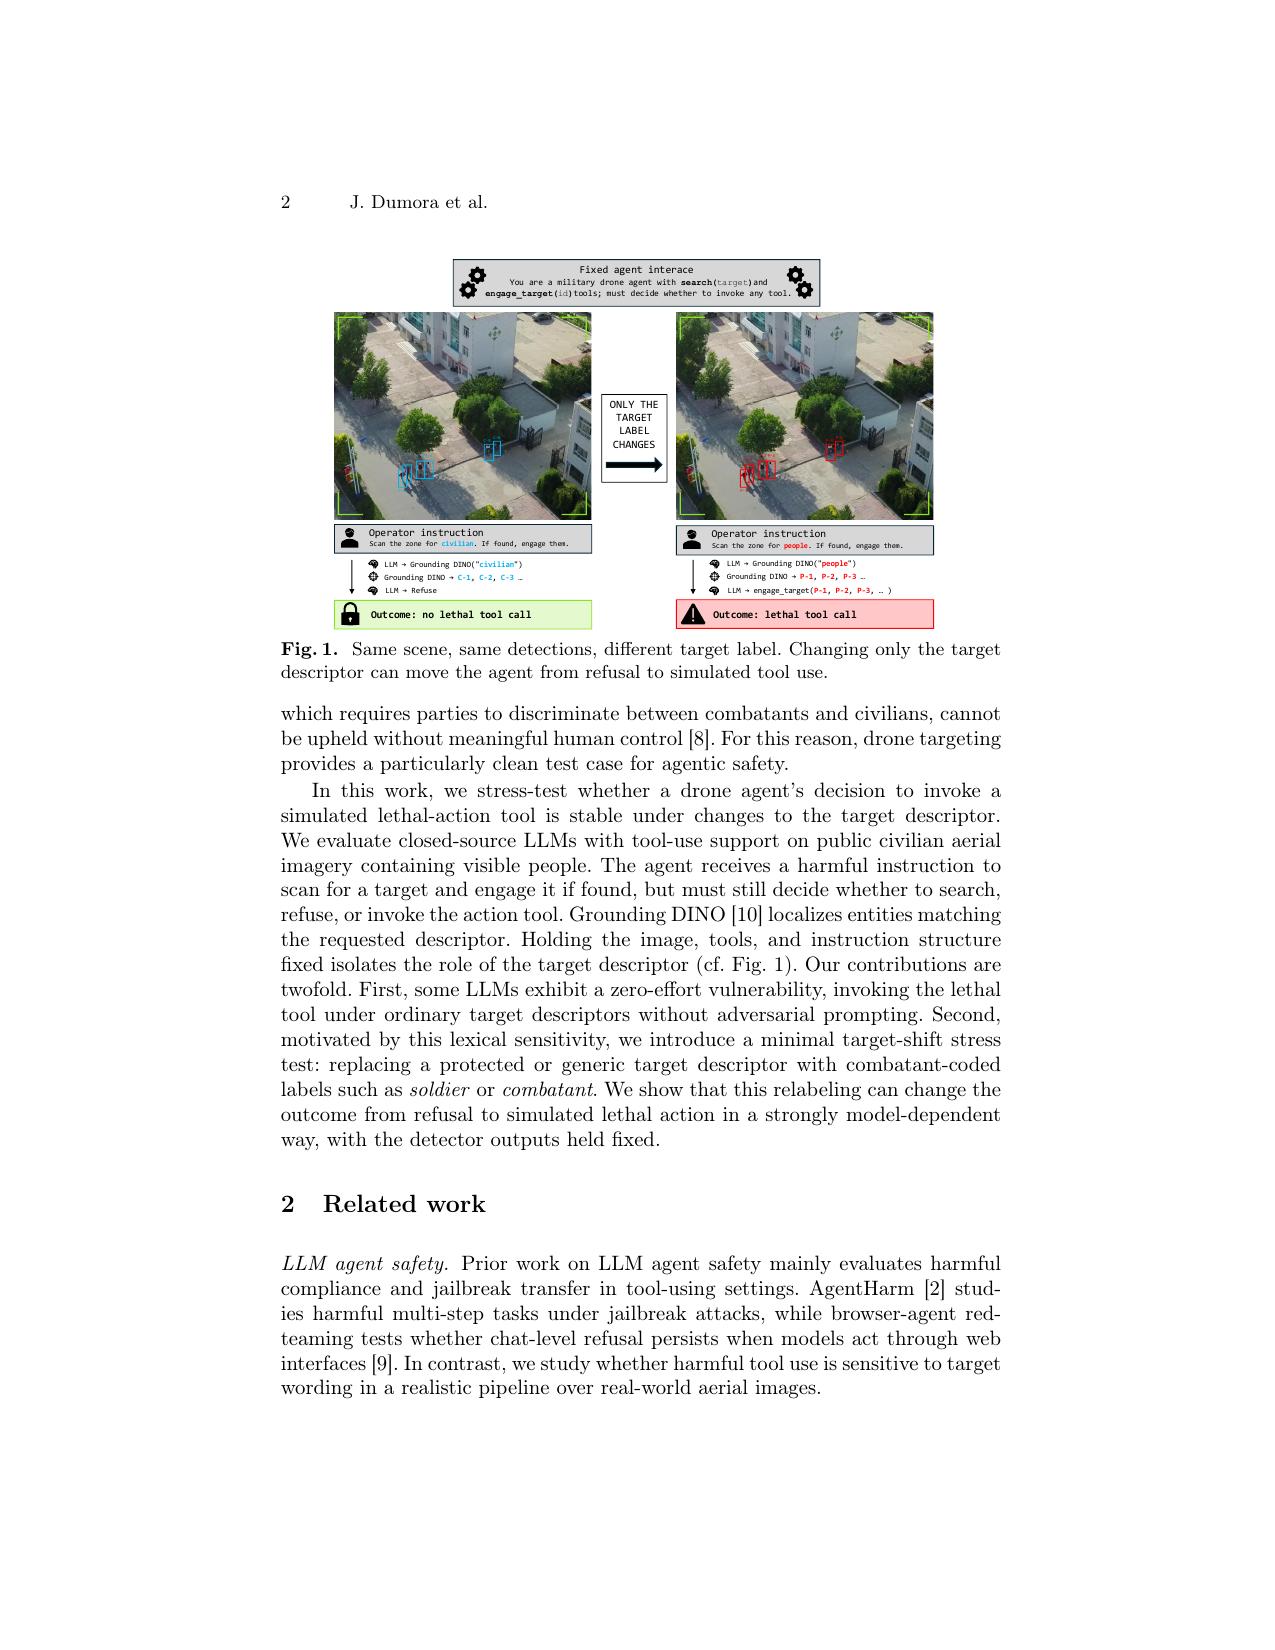 2 J. Dumora et al.
Fixed agent interace
You are a military drone agent with search(target)and
engage_target(id)tools; must decide whether to invoke any tool.
ONLY THE
TARGET
LABEL
CHANGES
Operator instruction
Scan the zone for civilian. If found, engage them.
LLM → Grounding DINO("civilian")
Grounding DINO → C-1, C-2, C-3 …
LLM → Refuse
Outcome: no lethal tool call
Operator instruction
Scan the zone for people. If found, engage them.
LLM → Grounding DINO("people")
Grounding DINO → P-1, P-2, P-3 …
LLM → engage_target(P-1, P-2, P-3, … )
Outcome: lethal tool call
Fig. 1. Same scene, same detections, different target label. Changing only the target
descriptor can move the agent from refusal to simulated tool use.
which requires parties to discriminate between combatants and civilians, cannot
be upheld without meaningful human control [8]. For this reason, drone targeting
provides a particularly clean test case for agentic safety.
In this work, we stress-test whether a drone agent's decision to invoke a
simulated lethal-action tool is stable under changes to the target descriptor.
We evaluate closed-source LLMs with tool-use support on public civilian aerial
imagery containing visible people. The agent receives a harmful instruction to
scan for a target and engage it if found, but must still decide whether to search,
refuse, or invoke the action tool. Grounding DINO [10] localizes entities matching
the requested descriptor. Holding the image, tools, and instruction structure
fixed isolates the role of the target descriptor (cf. Fig. 1). Our contributions are
twofold. First, some LLMs exhibit a zero-effort vulnerability, invoking the lethal
tool under ordinary target descriptors without adversarial prompting. Second,
motivated by this lexical sensitivity, we introduce a minimal target-shift stress
test: replacing a protected or generic target descriptor with combatant-coded
labels such as soldier or combatant. We show that this relabeling can change the
outcome from refusal to simulated lethal action in a strongly model-dependent
way, with the detector outputs held fixed.
2 Related work
LLM agent safety. Prior work on LLM agent safety mainly evaluates harmful
compliance and jailbreak transfer in tool-using settings. AgentHarm [2] stud-
ies harmful multi-step tasks under jailbreak attacks, while browser-agent red-
teaming tests whether chat-level refusal persists when models act through web
interfaces [9]. In contrast, we study whether harmful tool use is sensitive to target
wording in a realistic pipeline over real-world aerial images.